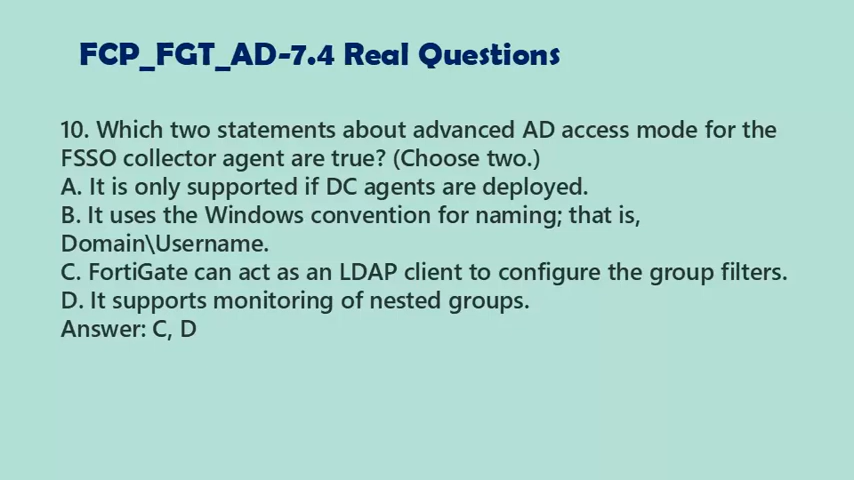 FCP_FGT_AD-7.4 Real Questions
10. Which two statements about advanced AD access mode for the
FSSO collector agent are true? (Choose two.)
A. It is only supported if DC agents are deployed.
B. It uses the Windows convention for naming; that is,
Domain\Username.
C. FortiGate can act as an LDAP client to configure the group filters.
D. It supports monitoring of nested groups.
Answer: C, D